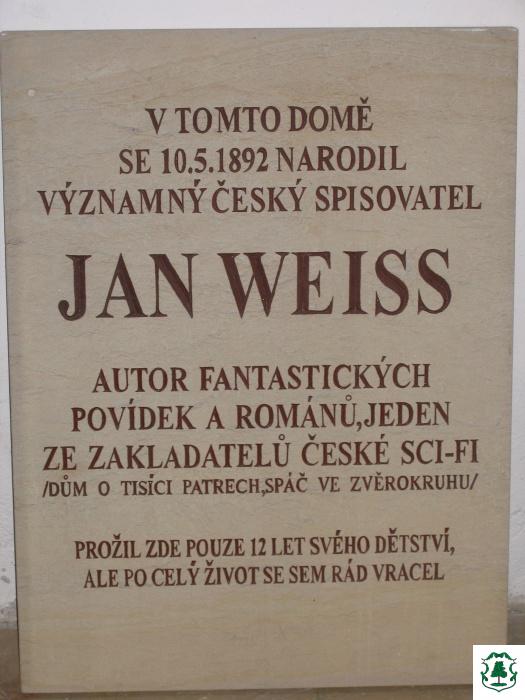 V TOMTO DOMĚ
SE 10.5.1892 NARODIL
VÝZNAMNÝ ČESKÝ SPISOVATEL
JAN WEISS
AUTOR FANTASTICKÝCH
POVÍDEK A ROMÁNŮ,JEDEN
ZE ZAKLADATELŮ ČESKÉ SCI-FI
/DŮM O TISÍCI PATRECH,SPÁČ VE ZVĚROKRUHU/
PROŽIL ZDE POUZE 12 LET SVÉHO DĚTSTVÍ,
ALE PO CELÝ ŽIVOT SE SEM RÁD VRACEL